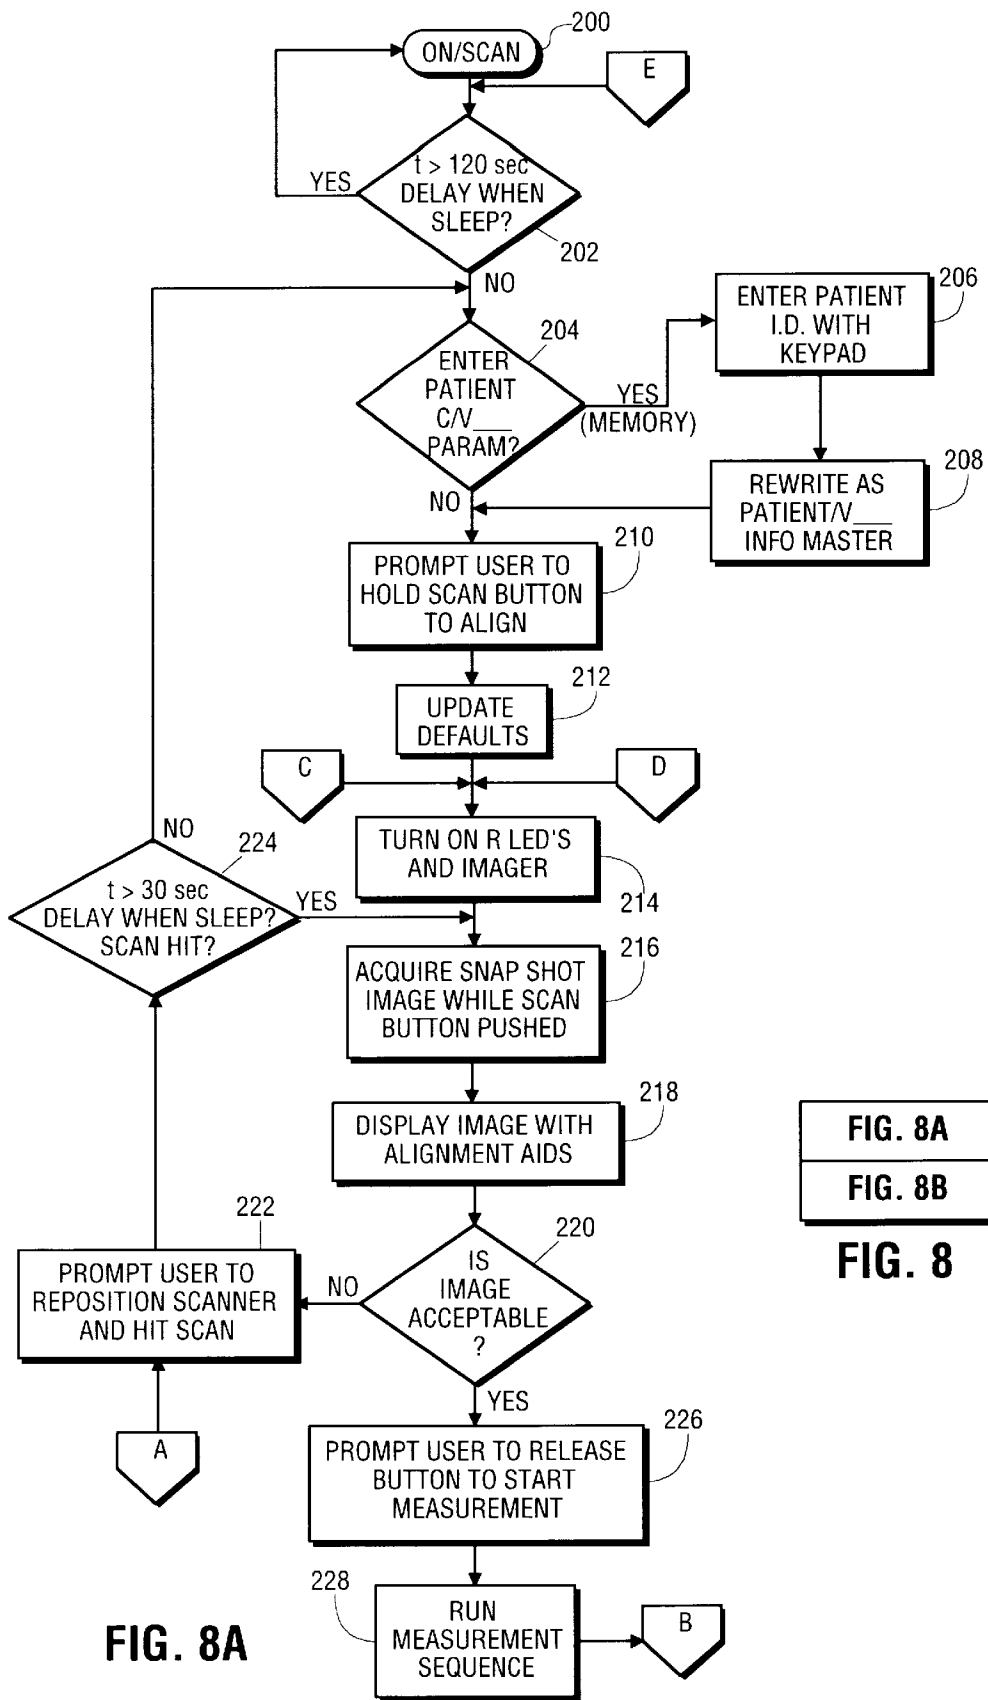 200
ON/SCAN
E
t > 120 sec
DELAY WHEN
SLEEP?
YES
202
NO
206
ENTER PATIENT
I.D. WITH
KEYPAD
204
ENTER
PATIENT
C/V___
PARAM?
YES
(MEMORY)
208
REWRITE AS
PATIENT/V___
INFO MASTER
NO
210
PROMPT USER TO
HOLD SCAN BUTTON
TO ALIGN
212
UPDATE
DEFAULTS
C
D
TURN ON R LED'S
AND IMAGER
214
NO
224
t > 30 sec
DELAY WHEN SLEEP?
SCAN HIT?
YES
216
ACQUIRE SNAP SHOT
IMAGE WHILE SCAN
BUTTON PUSHED
218
DISPLAY IMAGE WITH
ALIGNMENT AIDS
FIG. 8A
FIG. 8B
FIG. 8
220
IS
IMAGE
ACCEPTABLE
?
NO
222
PROMPT USER TO
REPOSITION SCANNER
AND HIT SCAN
A
YES
226
PROMPT USER TO RELEASE
BUTTON TO START
MEASUREMENT
228
RUN
MEASUREMENT
SEQUENCE
B
FIG. 8A